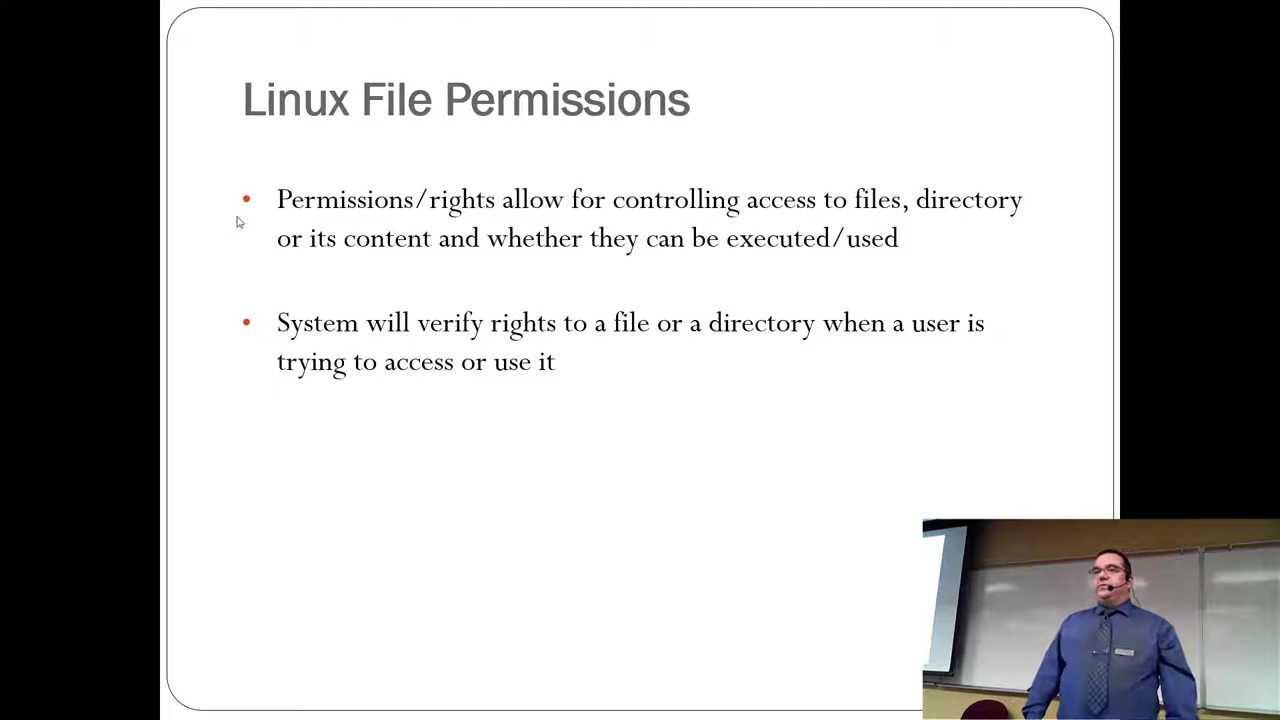 Linux File Permissions
• Permissions/rights allow for controlling access to files, directory
or its content and whether they can be executed/used
• System will verify rights to a file or a directory when a user is
trying to access or use it